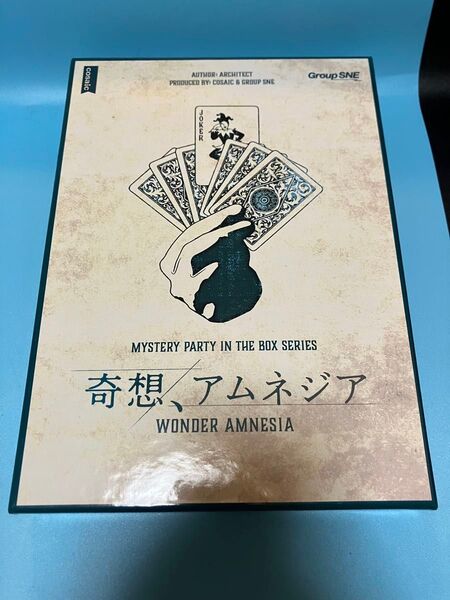 cosaic
AUTHOR: ARCHITECT
PRODUCED BY: COSAIC & GROUP SNE
Group SNE
JOKER
MYSTERY PARTY IN THE BOX SERIES
奇想、アムネジア
WONDER AMNESIA